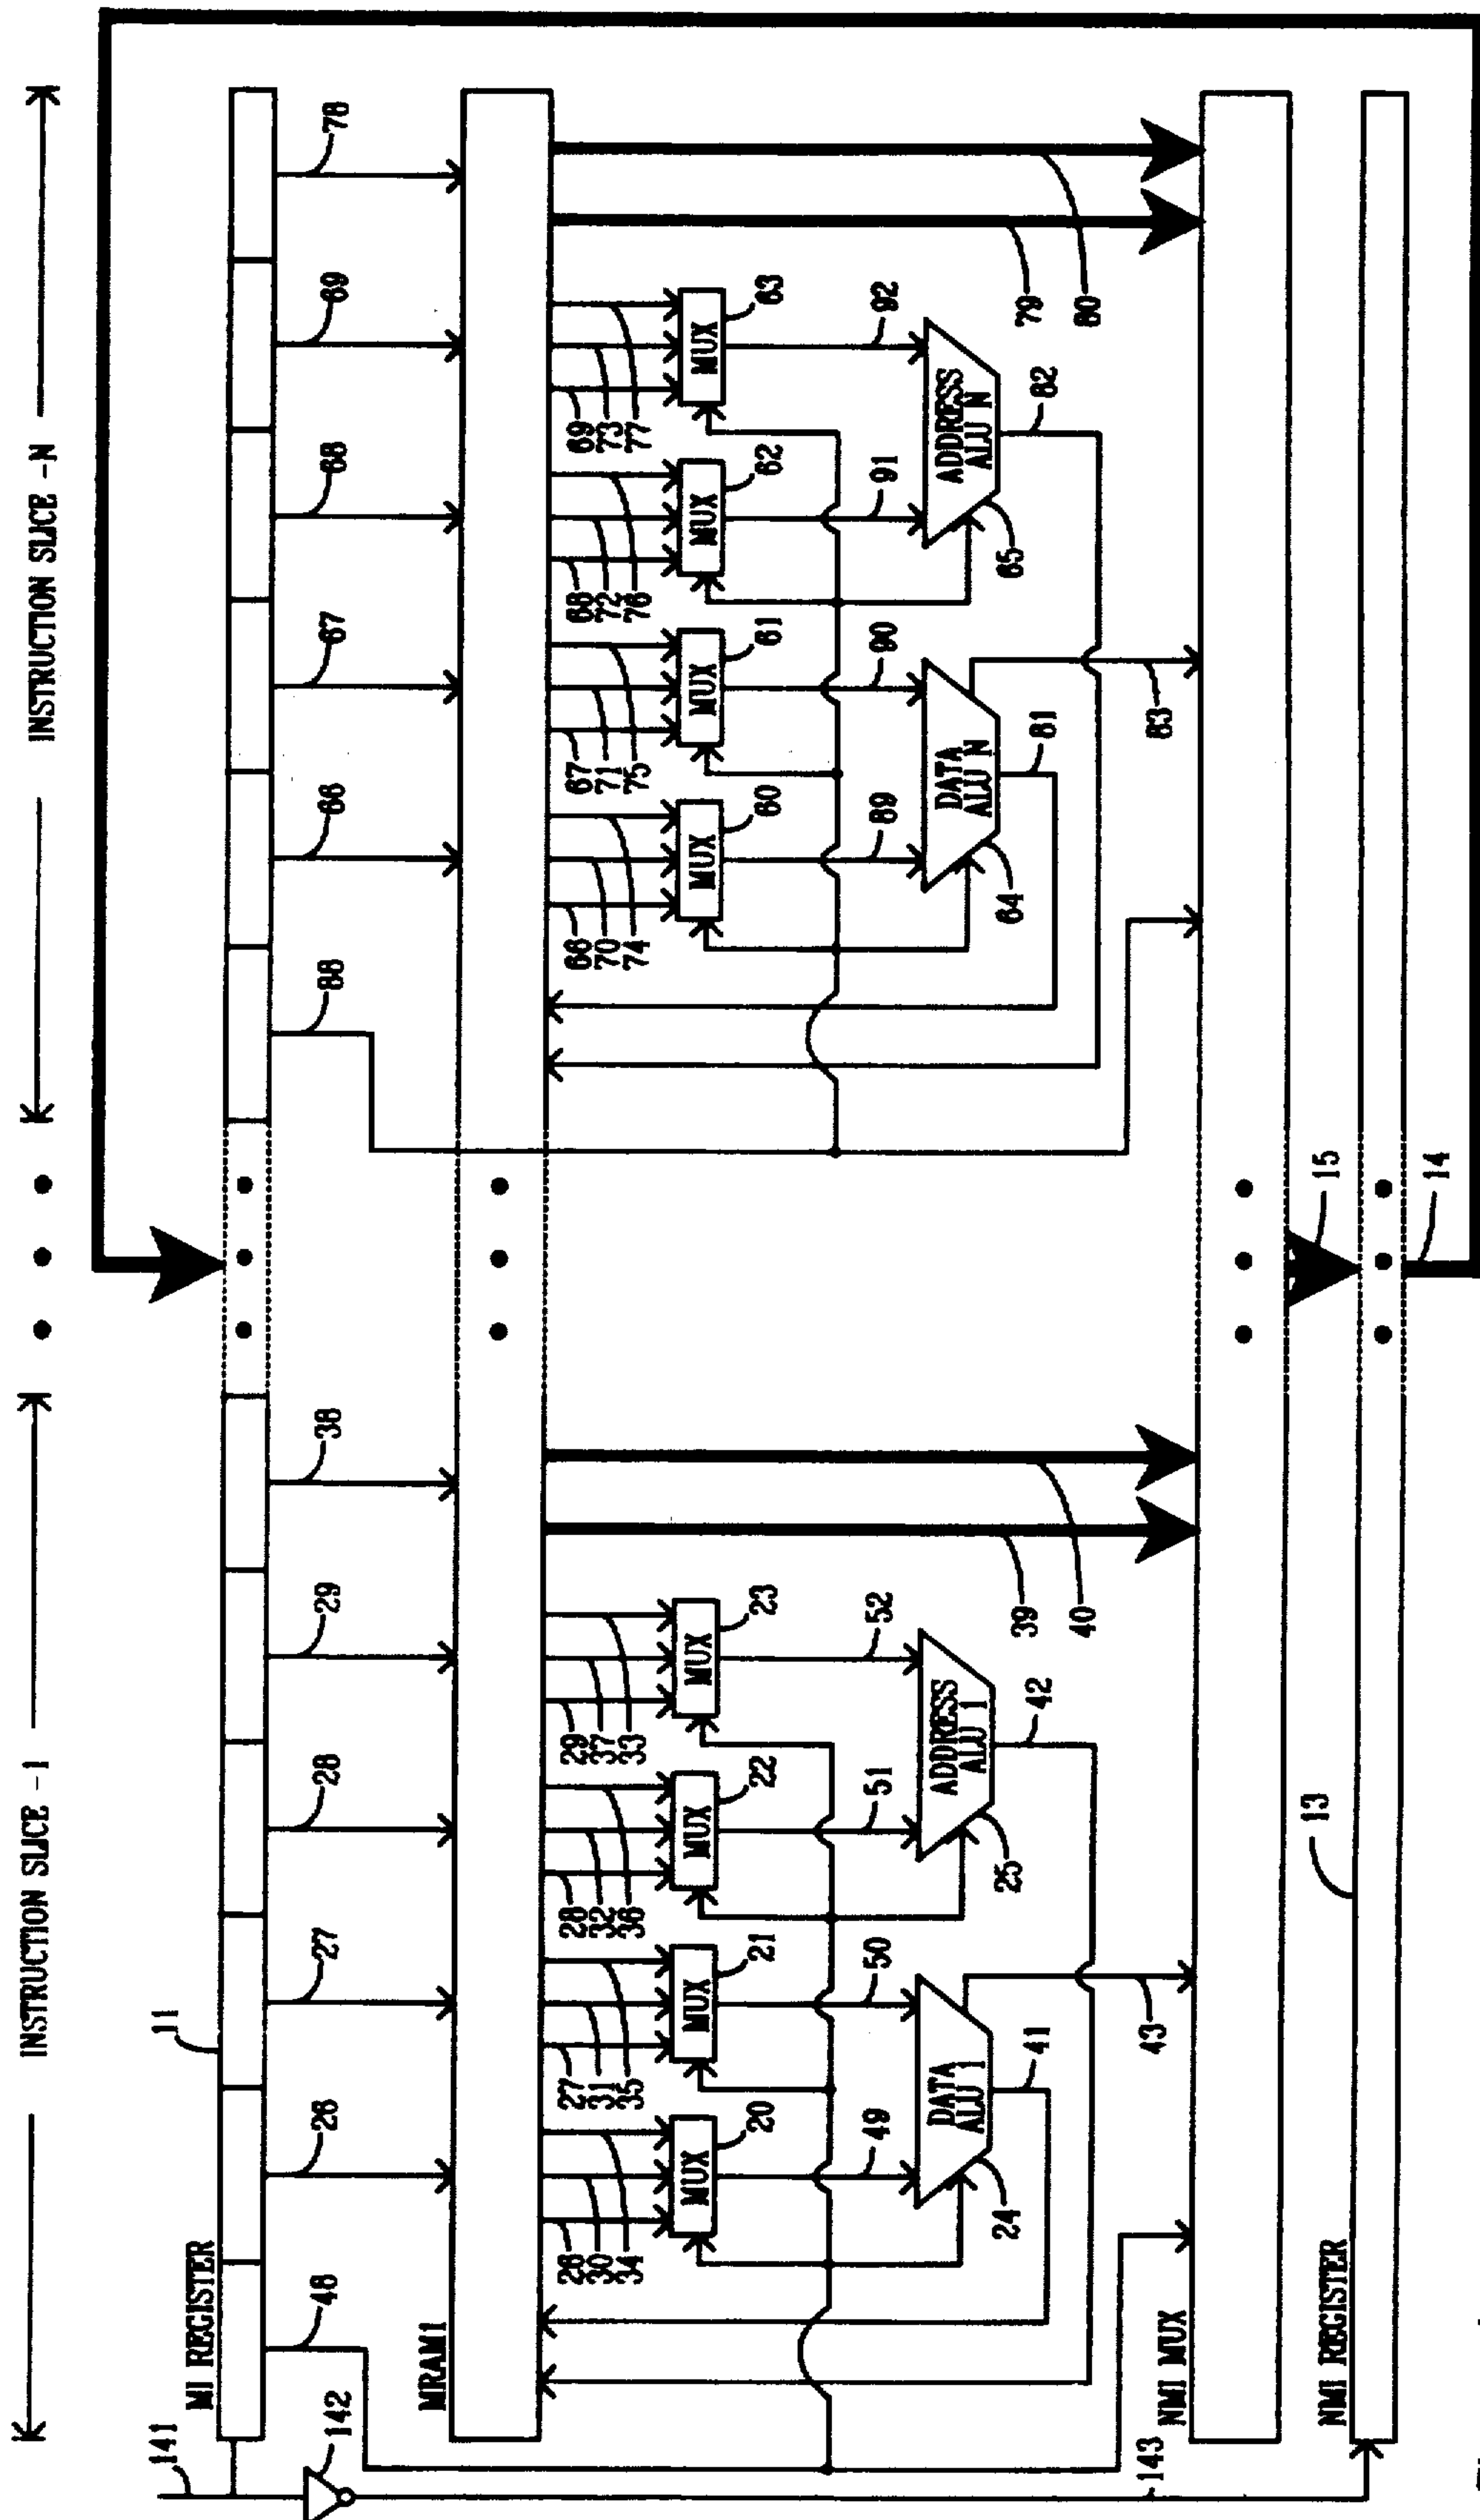 INSTRUCTION SLICE -1 INSTRUCTION SLICE -N
141 11
MI REGISTER
142 48 26 27 28 29 38 88 66 67 68 69 78
MRAM1
26 27 28 29 66 67 68 69
30 31 32 37 70 71 72 73
34 35 36 33 74 75 76 77
MUX MUX MUX MUX MUX MUX MUX MUX
20 21 22 23 60 61 62 63
49 50 51 52 89 90 91 92
DATA ALU 1
ADDRESS ALU 1
DATA ALU N
ADDRESS ALU N
24 25 64 65
39 79
41 42 81 82
40 80
43 83
143
NMI MUX
13 15
NMI REGISTER
14